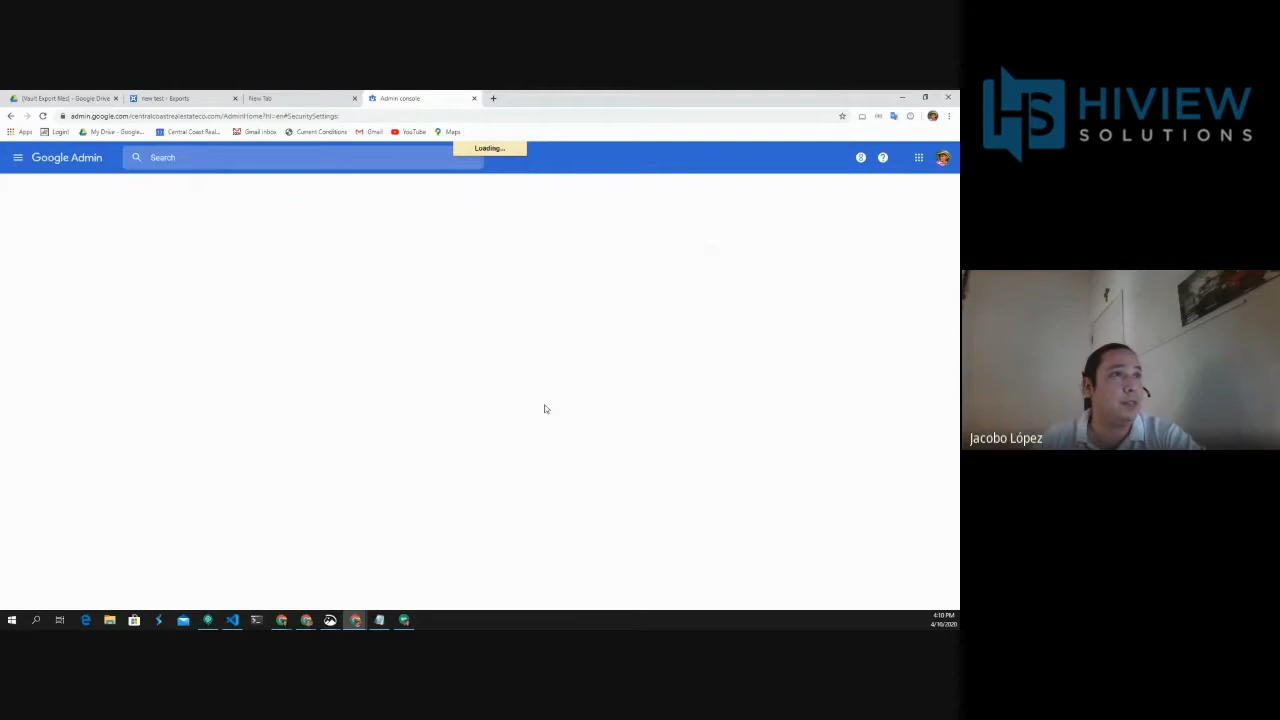 [Vault Export files] - Google Drive
new test - Exports
New Tab
Admin console
admin.google.com/centralcoastrealestateco.com/AdminHome?hl=en#SecuritySettings:
Apps
Login!
My Drive - Google...
Central Coast Real...
Gmail inbox
Current Conditions
Gmail
YouTube
Maps
Loading...
Google Admin
Search
HIVIEW
SOLUTIONS
Jacobo López
4:10 PM
4/16/2020